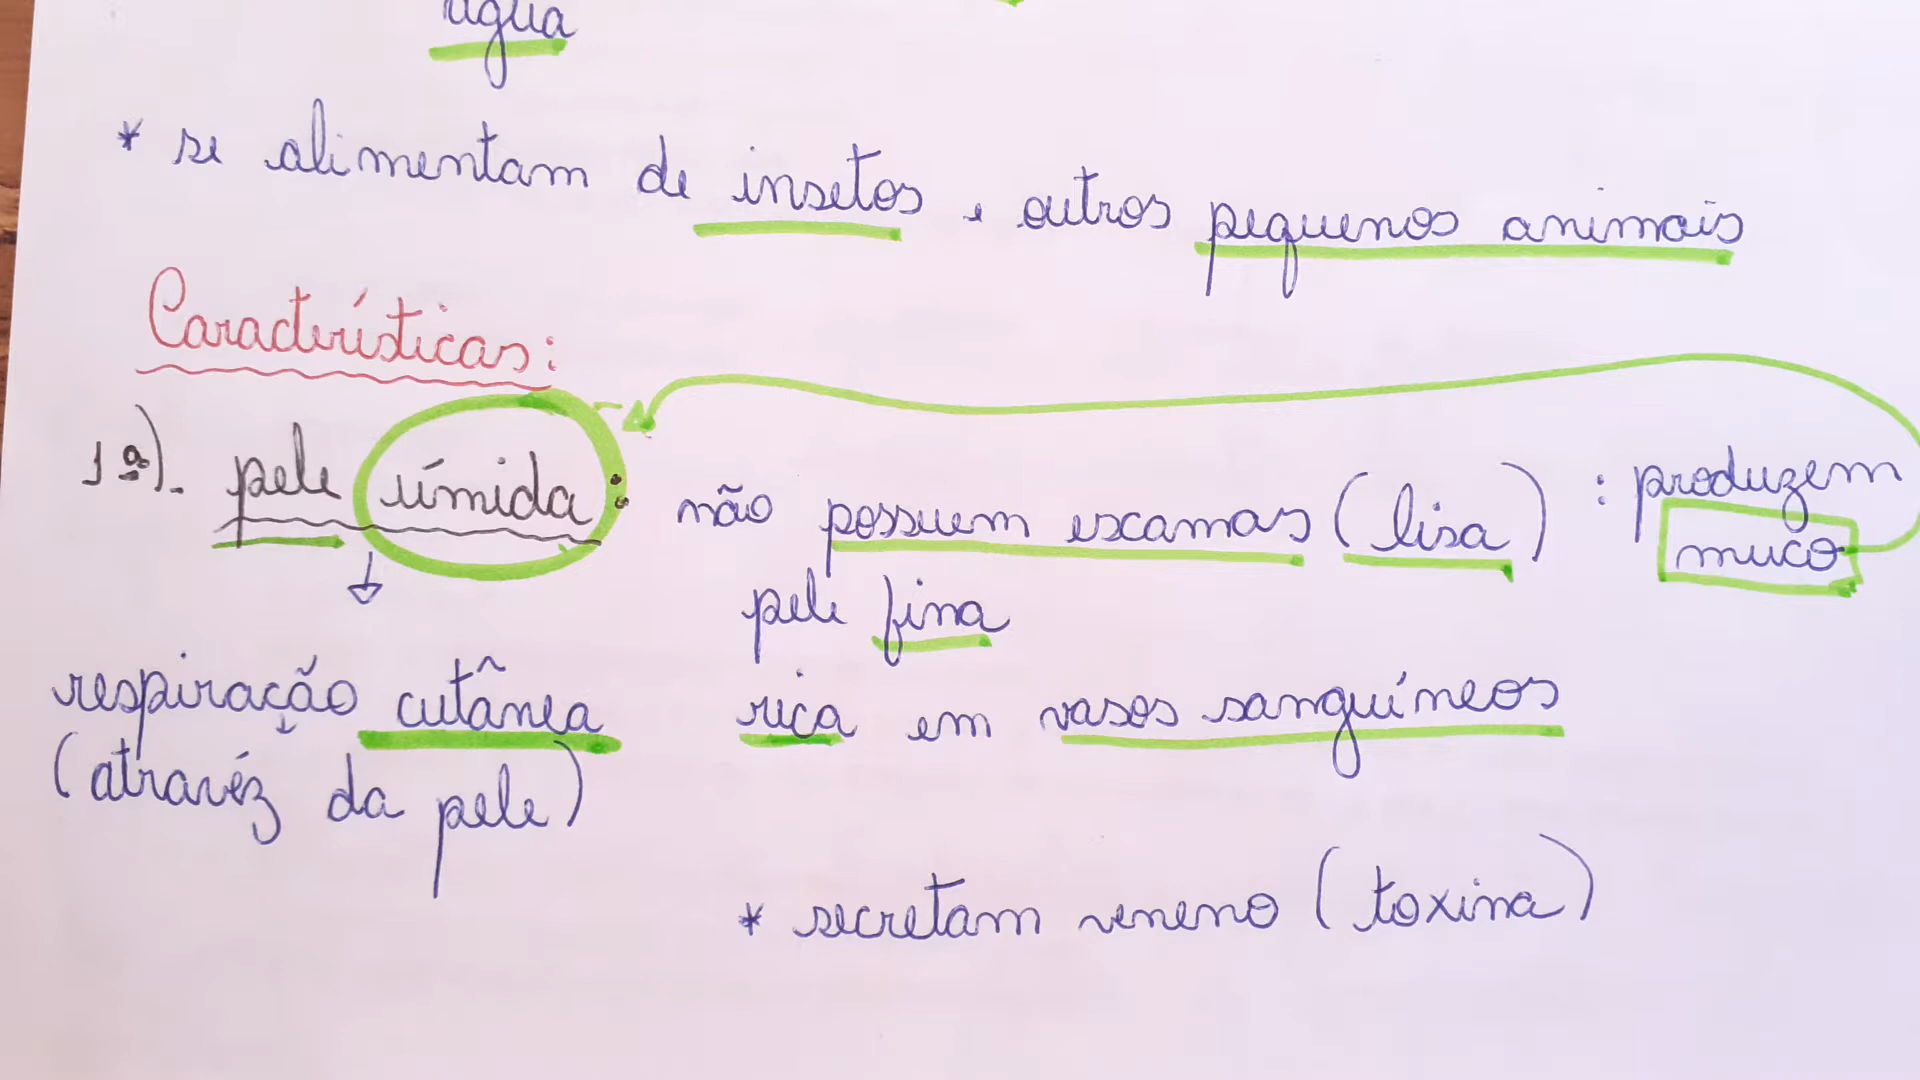 água
* se alimentam de insetos e outros pequenos animais
Características:
1ª). pele úmida: não possuem escamas (lisa) : produzem
muco
pele fina
respiração cutânea rica em vasos sanguíneos
(atravéz da pele)
* secretam veneno (toxina)